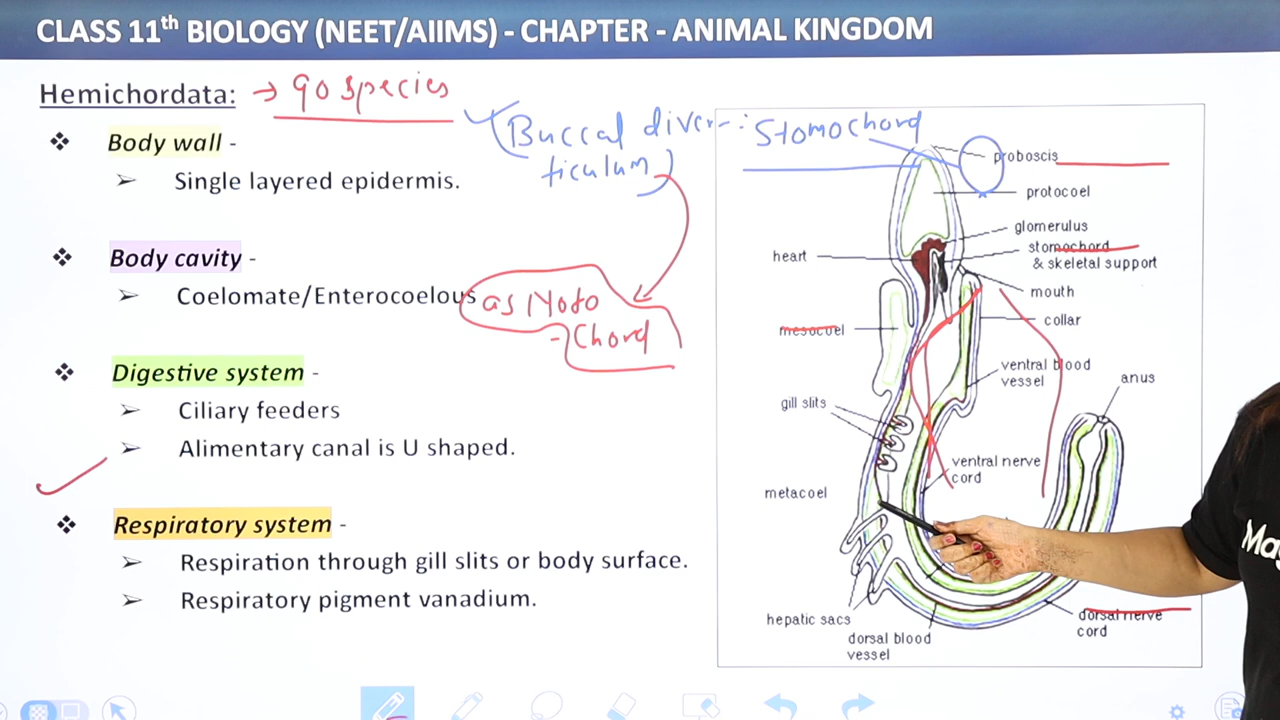 CLASS 11th BIOLOGY (NEET/AIIMS) - CHAPTER - ANIMAL KINGDOM
Hemichordata: → 90 species
❖ Body wall -
➢ Single layered epidermis.
❖ Body cavity -
➢ Coelomate/Enterocoelous
❖ Digestive system -
➢ Ciliary feeders
➢ Alimentary canal is U shaped.
❖ Respiratory system -
➢ Respiration through gill slits or body surface.
➢ Respiratory pigment vanadium.
(Buccal diver-
ticulum)
: Stomochord
as Noto
-Chord
proboscis
protocoel
glomerulus
heart
stomochord
& skeletal support
mouth
collar
mesocoel
ventral blood
vessel
anus
gill slits
ventral nerve
cord
metacoel
hepatic sacs
dorsal blood
vessel
dorsal nerve
cord
Ma